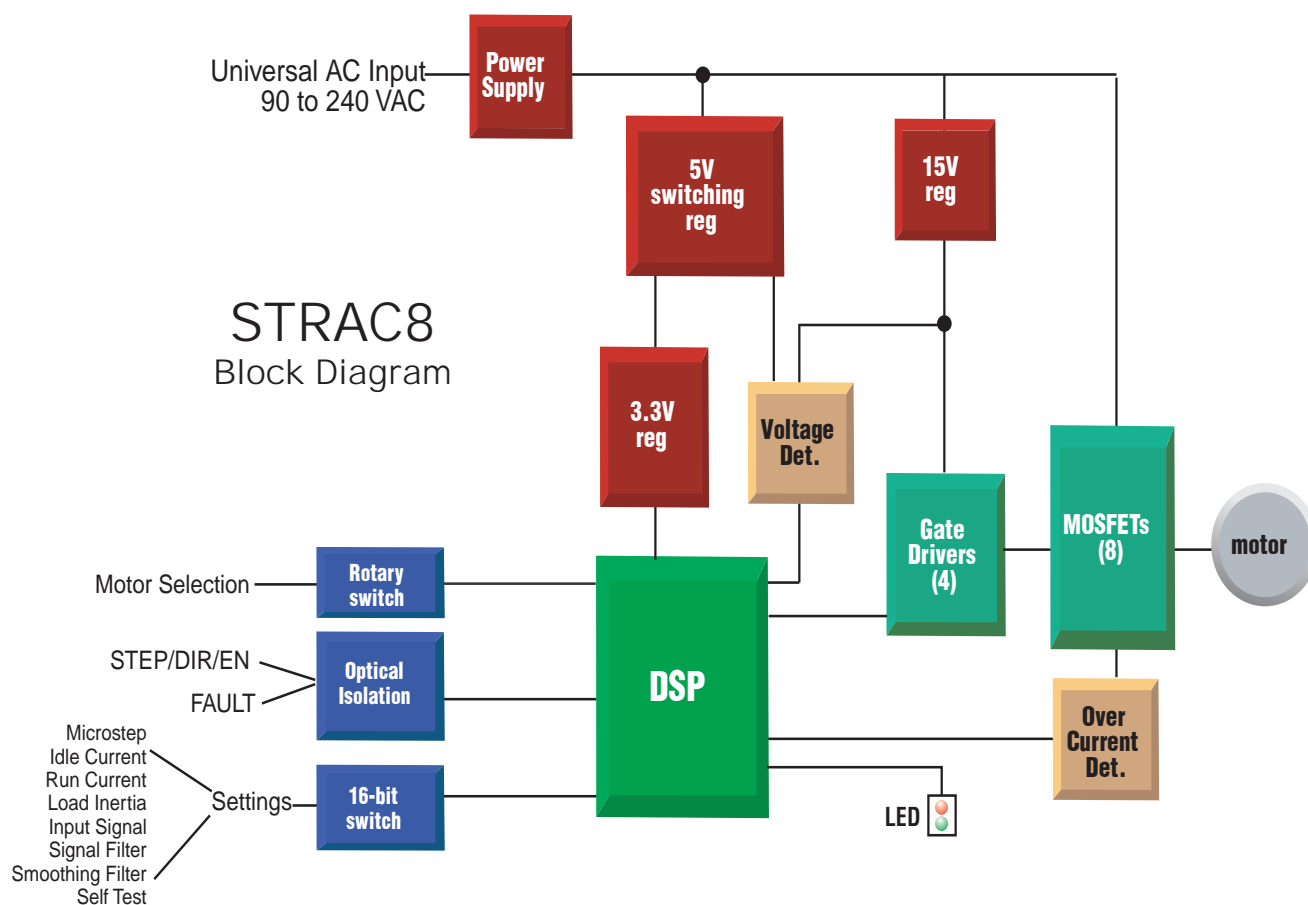 Universal AC Input
90 to 240 VAC
Power
Supply
5V
switching
reg
15V
reg
STRAC8
Block Diagram
3.3V
reg
Voltage
Det.
Gate
Drivers
(4)
MOSFETs
(8)
motor
Motor Selection
Rotary
switch
STEP/DIR/EN
FAULT
Optical
Isolation
DSP
Over
Current
Det.
Microstep
Idle Current
Run Current
Load Inertia
Input Signal
Signal Filter
Smoothing Filter
Self Test
Settings
16-bit
switch
LED